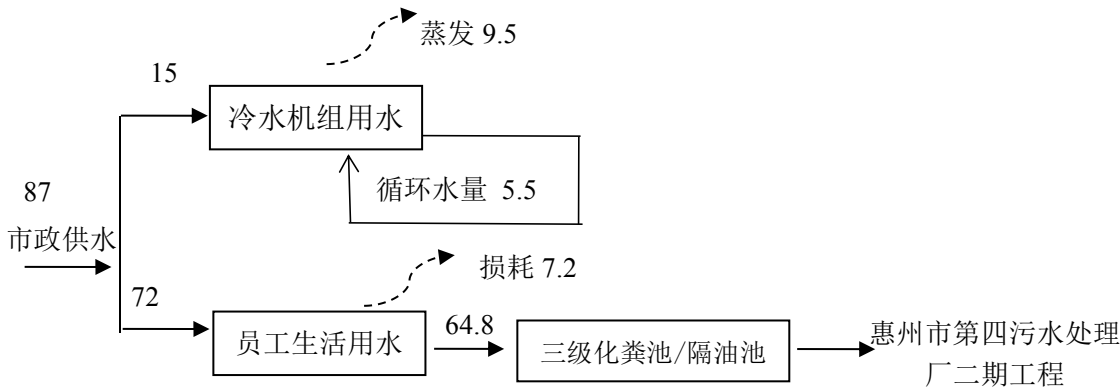 蒸发 9.5
15
冷水机组用水
循环水量 5.5
87
市政供水
损耗 7.2
72
员工生活用水
64.8
三级化粪池/隔油池
惠州市第四污水处理
厂二期工程